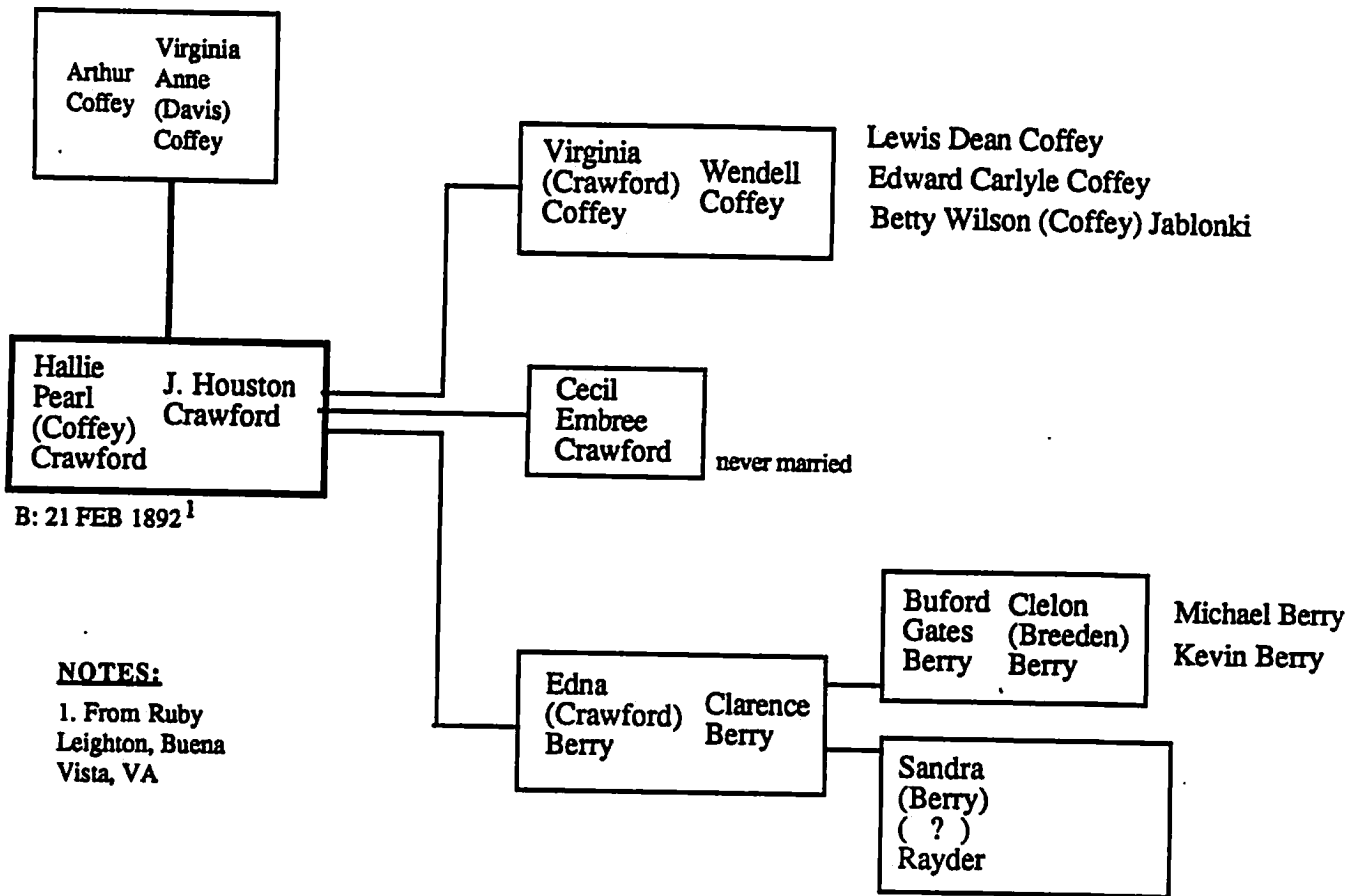 Arthur
Coffey
Virginia
Anne
(Davis)
Coffey
Hallie
Pearl
(Coffey)
Crawford
J. Houston
Crawford
B: 21 FEB 1892 1
Virginia
(Crawford)
Coffey
Wendell
Coffey
Lewis Dean Coffey
Edward Carlyle Coffey
Betty Wilson (Coffey) Jablonki
Cecil
Embree
Crawford
never married
Edna
(Crawford)
Berry
Clarence
Berry
Buford
Gates
Berry
Clelon
(Breeden)
Berry
Michael Berry
Kevin Berry
Sandra
(Berry)
( ? )
Rayder
NOTES:
1. From Ruby
Leighton, Buena
Vista, VA